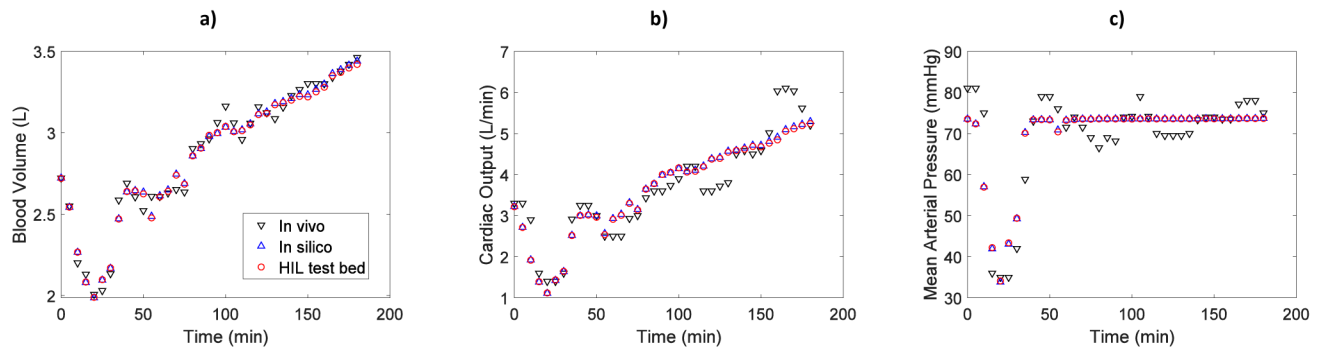 a)
Blood Volume (L)
3.5
3
2.5
2
0
50
100
150
200
Time (min)
In vivo
In silico
HIL test bed
b)
Cardiac Output (L/min)
7
6
5
4
3
2
1
0
50
100
150
200
Time (min)
c)
Mean Arterial Pressure (mmHg)
90
80
70
60
50
40
30
0
50
100
150
200
Time (min)